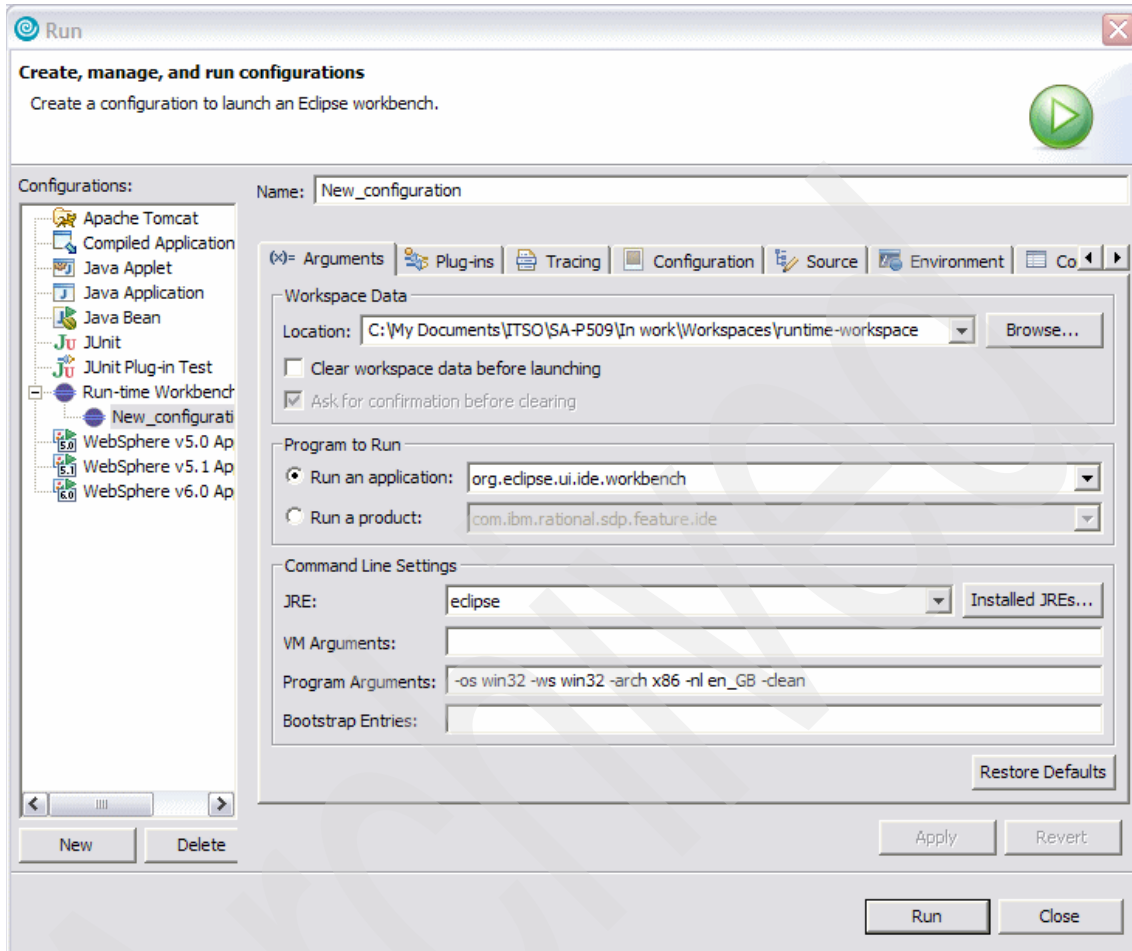 Run
Create, manage, and run configurations
Create a configuration to launch an Eclipse workbench.
Configurations:
Apache Tomcat
Compiled Application
Java Applet
Java Application
Java Bean
JUnit
JUnit Plug-in Test
Run-time Workbench
New_configurati
WebSphere v5.0 Ap
WebSphere v5.1 Ap
WebSphere v6.0 Ap
New Delete
Name: New_configuration
(x)= Arguments Plug-ins Tracing Configuration Source Environment Co
Workspace Data
Location: C:\My Documents\ITSO\SA-P509\In work\Workspaces\runtime-workspace Browse...
Clear workspace data before launching
Ask for confirmation before clearing
Program to Run
Run an application: org.eclipse.ui.ide.workbench
Run a product: com.ibm.rational.sdp.feature.ide
Command Line Settings
JRE: eclipse Installed JREs...
VM Arguments:
Program Arguments: -os win32 -ws win32 -arch x86 -nl en_GB -clean
Bootstrap Entries:
Restore Defaults
Apply Revert
Run Close